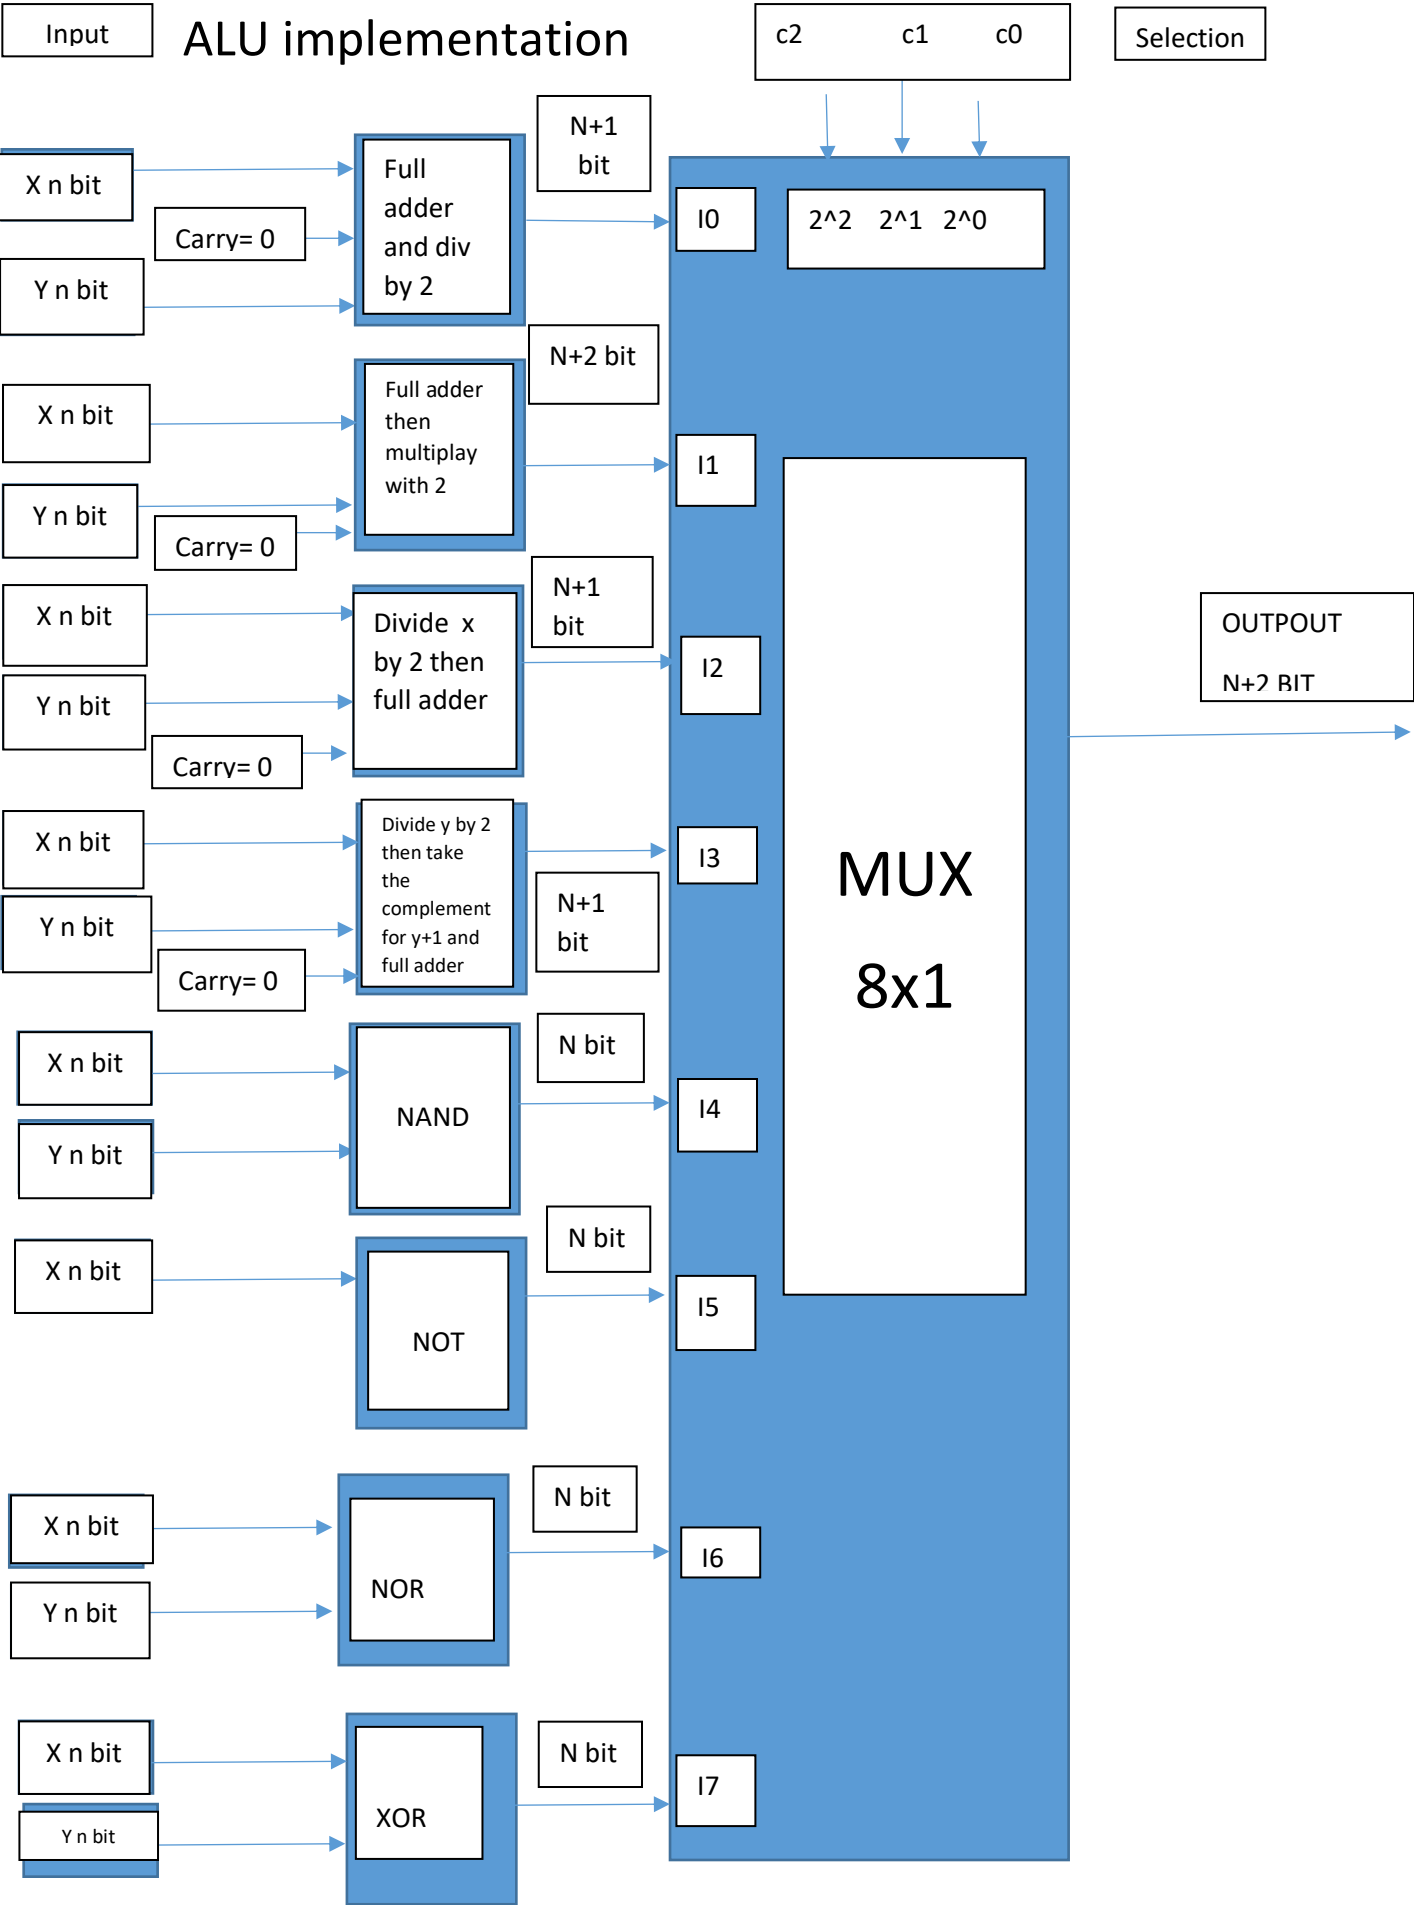 Input
ALU implementation
c2 c1 c0
Selection
X n bit
Carry= 0
Y n bit
Full
adder
and div
by 2
N+1
bit
I0
2^2 2^1 2^0
X n bit
Y n bit
Carry= 0
Full adder
then
multiplay
with 2
N+2 bit
I1
X n bit
Y n bit
Carry= 0
Divide x
by 2 then
full adder
N+1
bit
I2
OUTPOUT
N+2 BIT
X n bit
Y n bit
Carry= 0
Divide y by 2
then take
the
complement
for y+1 and
full adder
N+1
bit
I3
MUX
8x1
X n bit
Y n bit
NAND
N bit
I4
X n bit
NOT
N bit
I5
X n bit
Y n bit
NOR
N bit
I6
X n bit
Y n bit
XOR
N bit
I7